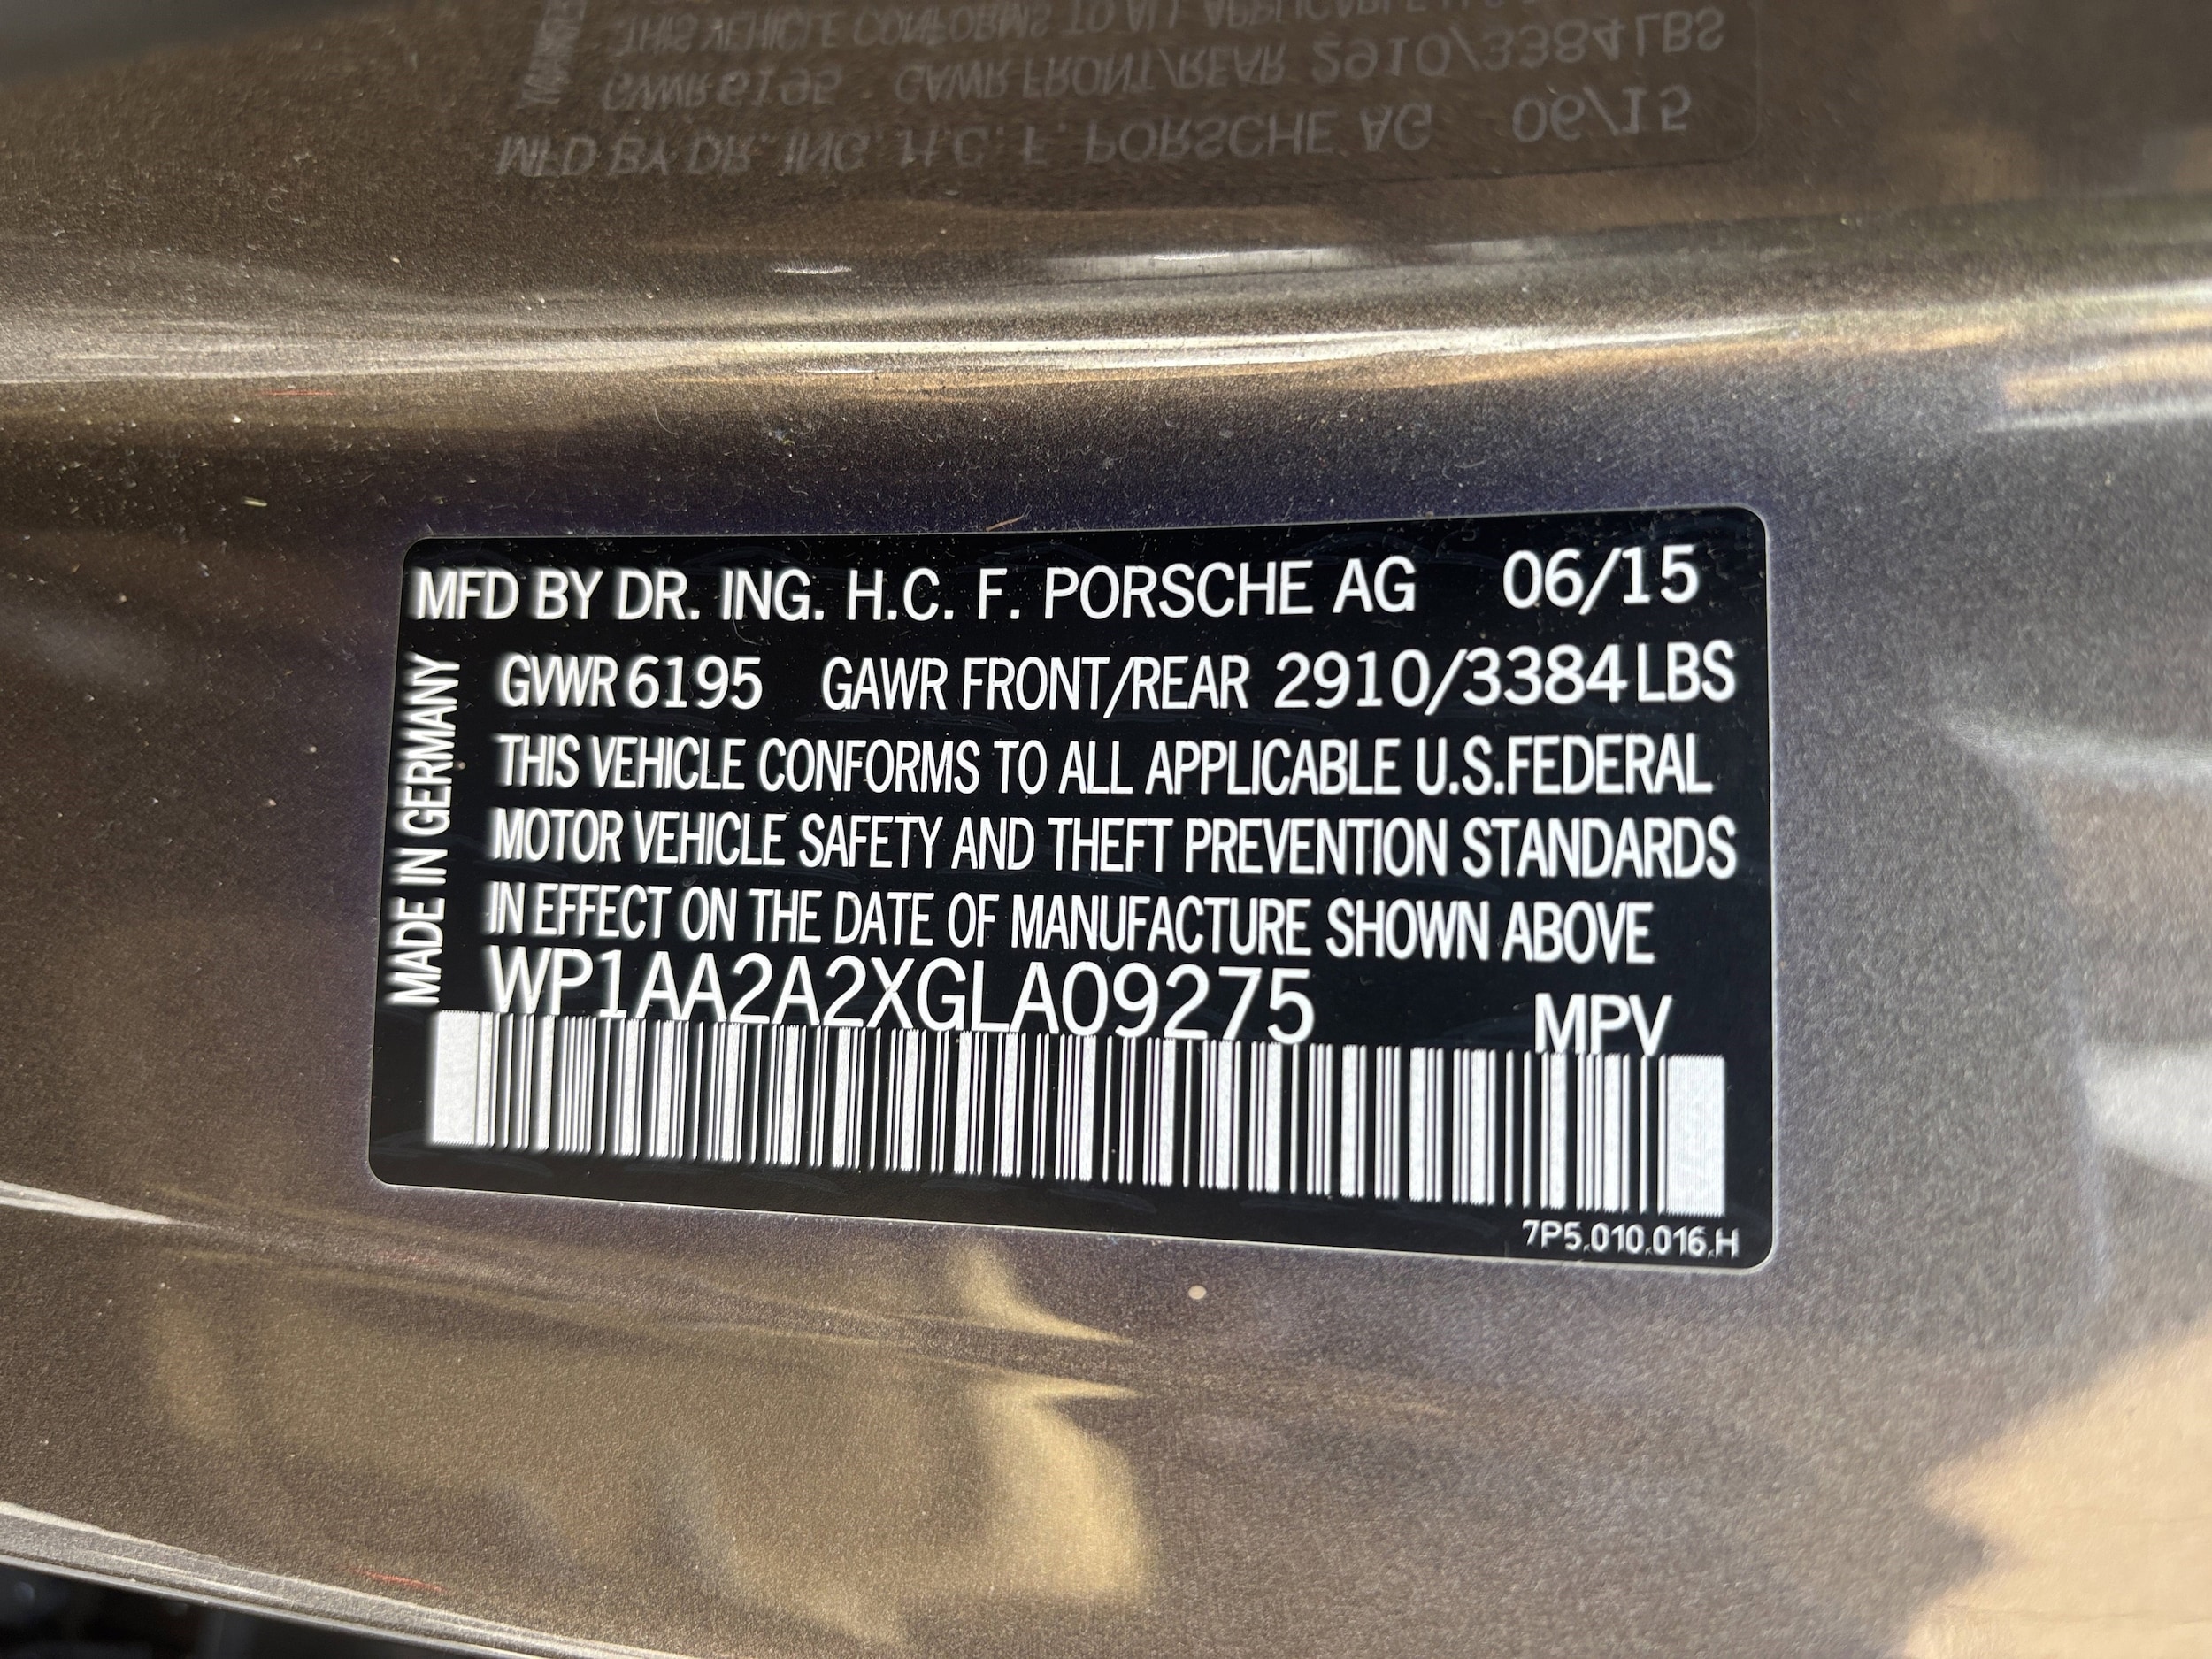 MFD BY DR. ING. H.C. F. PORSCHE AG 06/15
GVWR 6195 GAWR FRONT/REAR 2910/3384 LBS
THIS VEHICLE CONFORMS TO ALL APPLICABLE U.S.FEDERAL
MOTOR VEHICLE SAFETY AND THEFT PREVENTION STANDARDS
IN EFFECT ON THE DATE OF MANUFACTURE SHOWN ABOVE
WP1AA2A2XGLA09275 MPV
7P5.010.016.H
MADE IN GERMANY